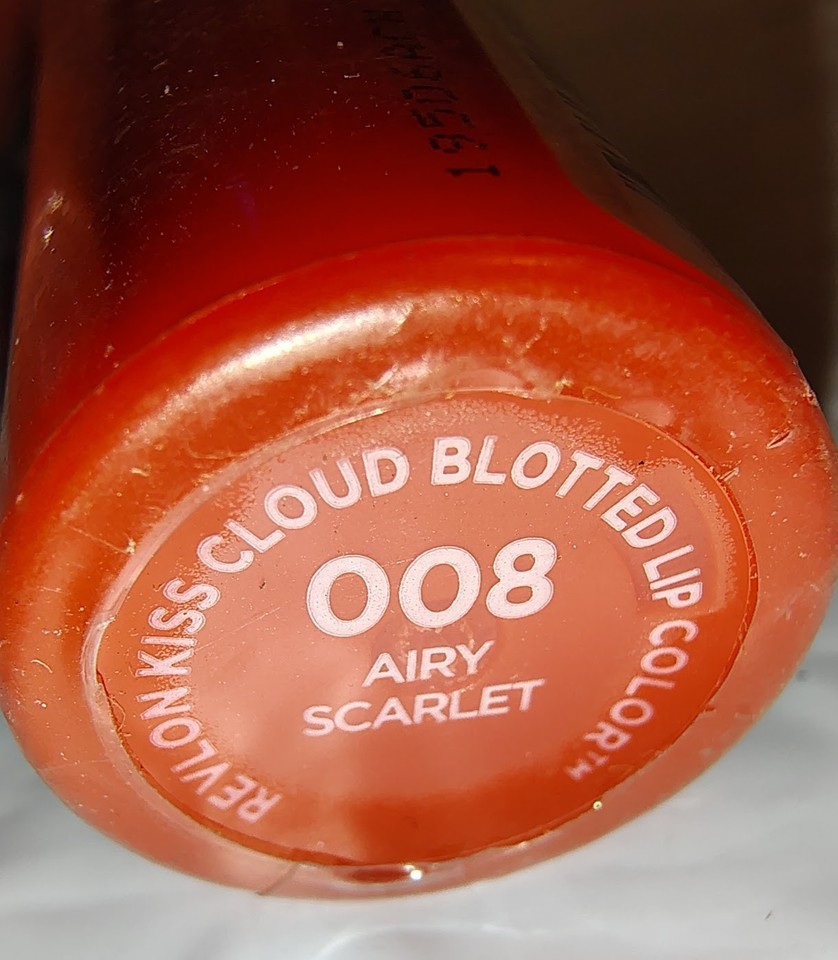 REVLON KISS CLOUD BLOTTED LIP COLOR™
008
AIRY
SCARLET